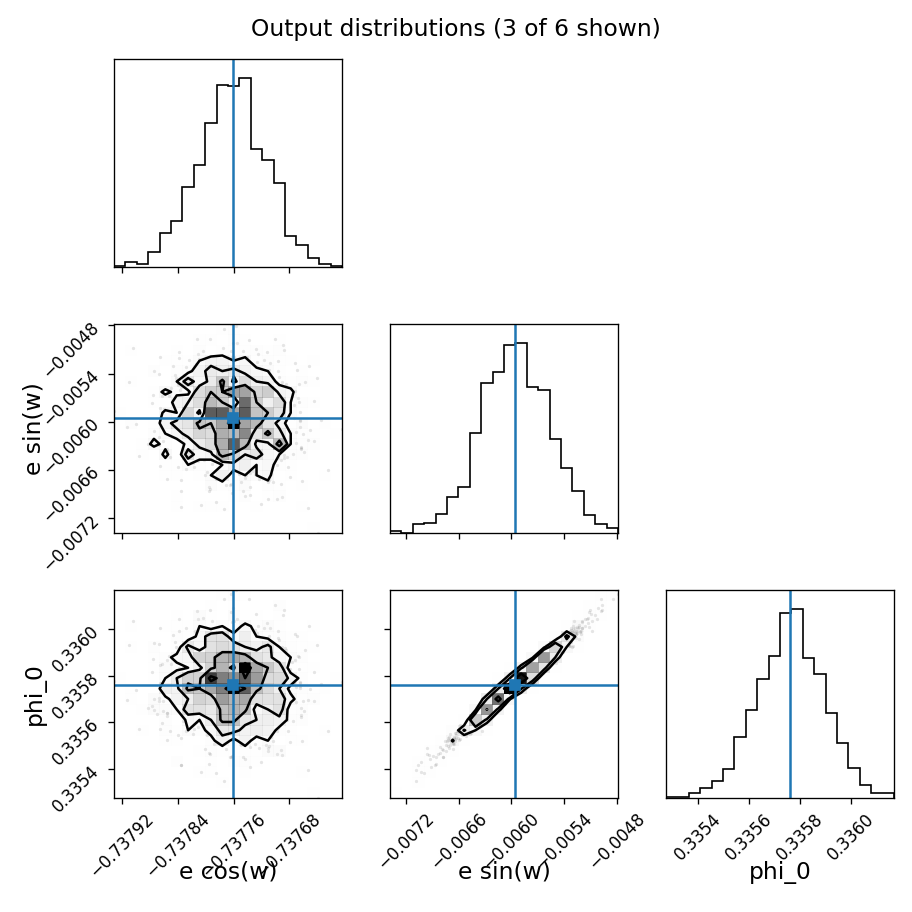 Output distributions (3 of 6 shown)
e sin(w)
−0.0048
−0.0054
−0.0060
−0.0066
−0.0072
phi_0
0.3360
0.3358
0.3356
0.3354
−0.73792 −0.73784 −0.73776 −0.73768
e cos(w)
−0.0072 −0.0066 −0.0060 −0.0054 −0.0048
e sin(w)
0.3354 0.3356 0.3358 0.3360
phi_0